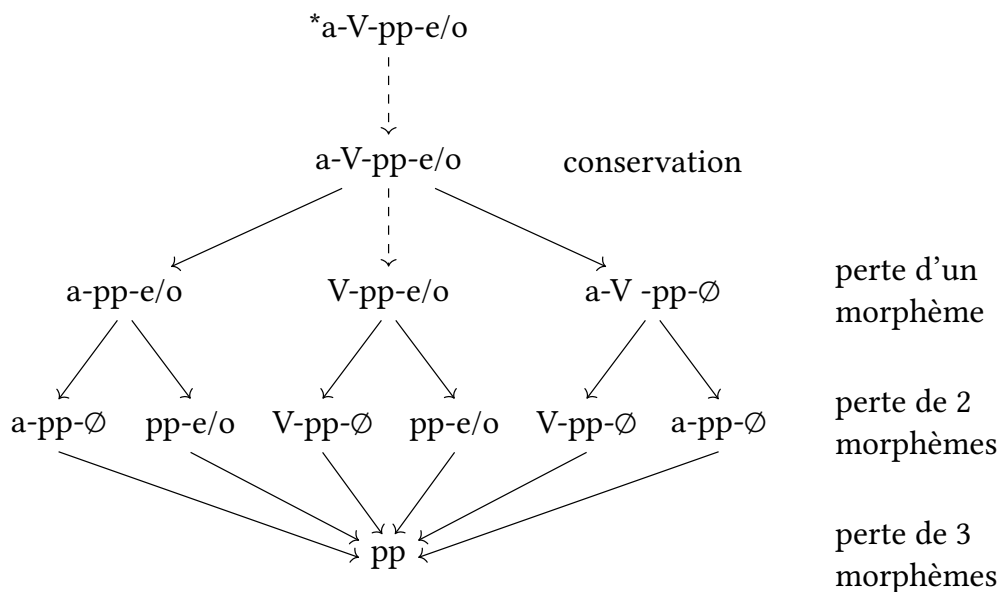 *a-V-pp-e/o
a-V-pp-e/o conservation
a-pp-e/o V-pp-e/o a-V -pp-∅ perte d'un
morphème
a-pp-∅ pp-e/o V-pp-∅ pp-e/o V-pp-∅ a-pp-∅ perte de 2
morphèmes
pp perte de 3
morphèmes